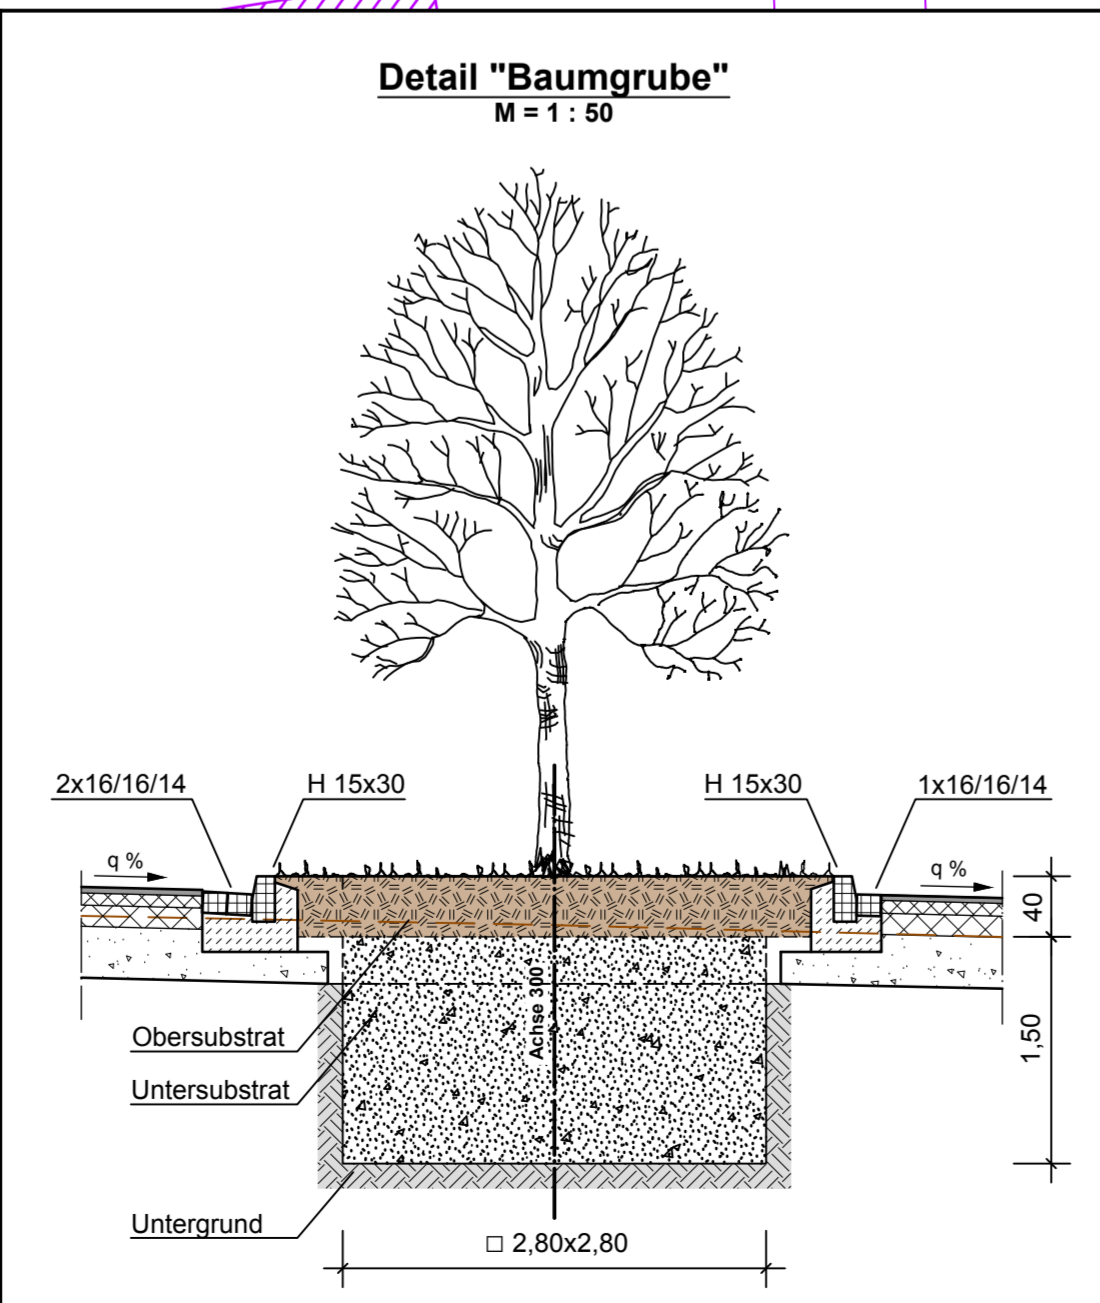 Detail "Baumgrube"
M = 1 : 50
2x16/16/14
H 15x30
H 15x30
1x16/16/14
q %
q %
40
Achse 300
Obersubstrat
1,50
Untersubstrat
Untergrund
□ 2,80x2,80